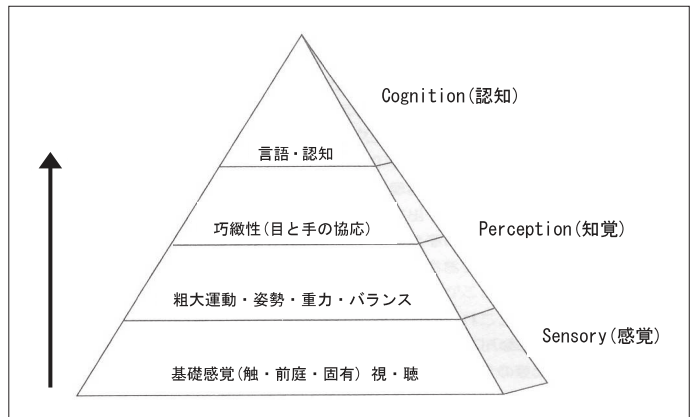 Cognition(認知)
言語・認知
巧緻性(目と手の協応)
Perception(知覚)
粗大運動・姿勢・重力・バランス
Sensory(感覚)
基礎感覚(触・前庭・固有) 視・聴